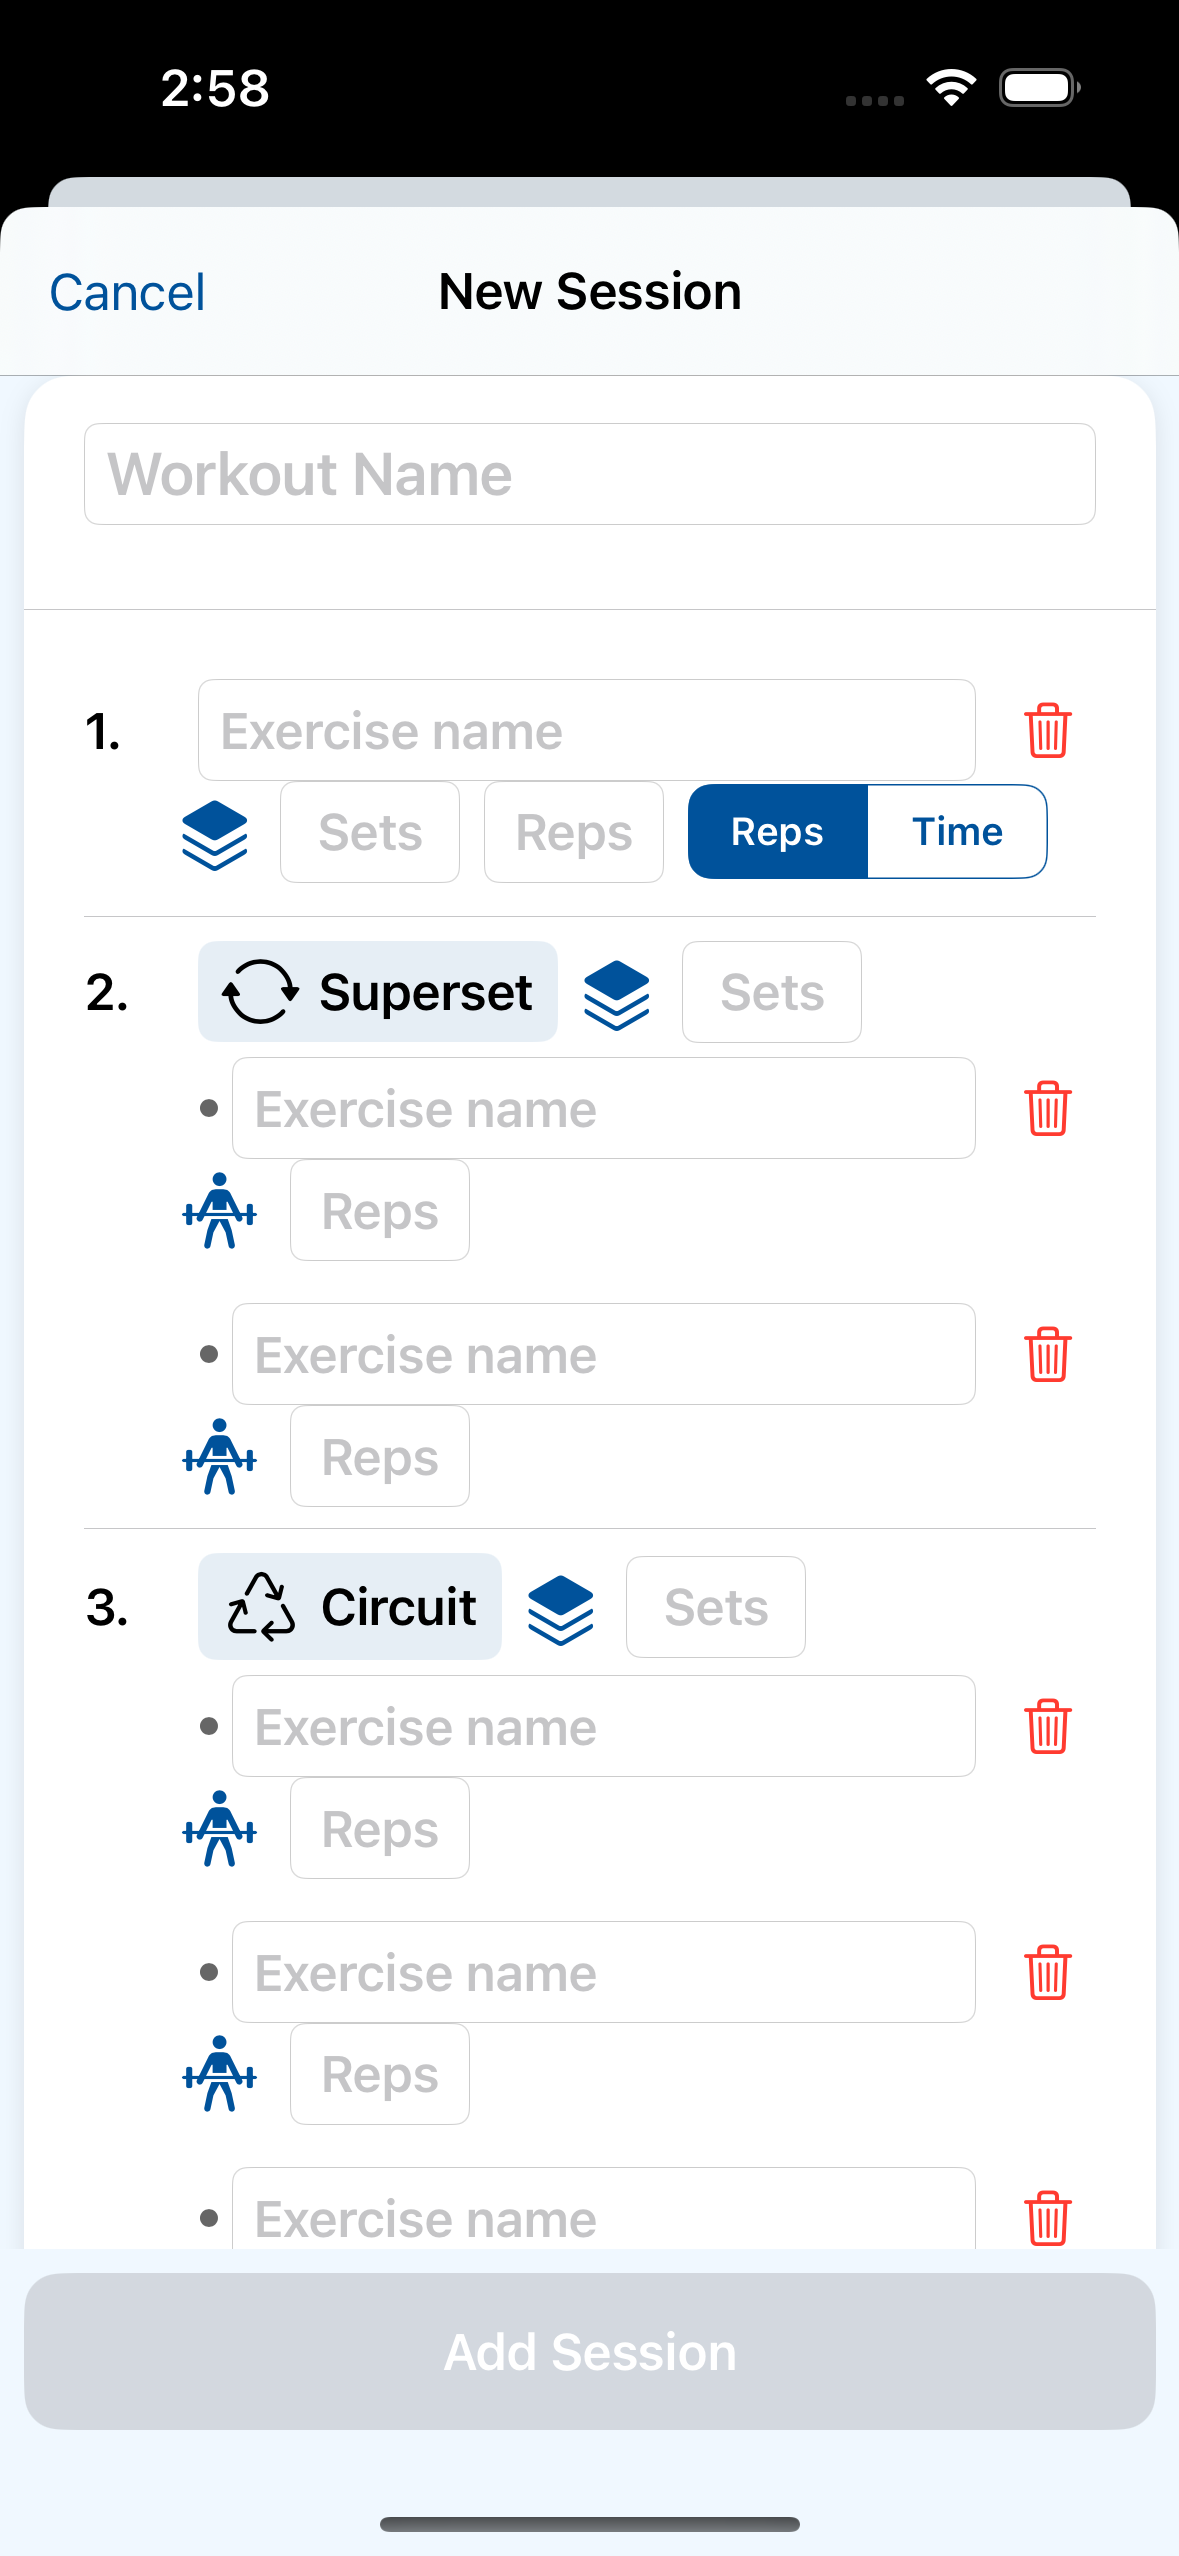 2:58
Cancel New Session
Workout Name
1. Exercise name
Sets Reps Reps Time
2. Superset Sets
• Exercise name
Reps
• Exercise name
Reps
3. Circuit Sets
• Exercise name
Reps
• Exercise name
Reps
• Exercise name
Add Session